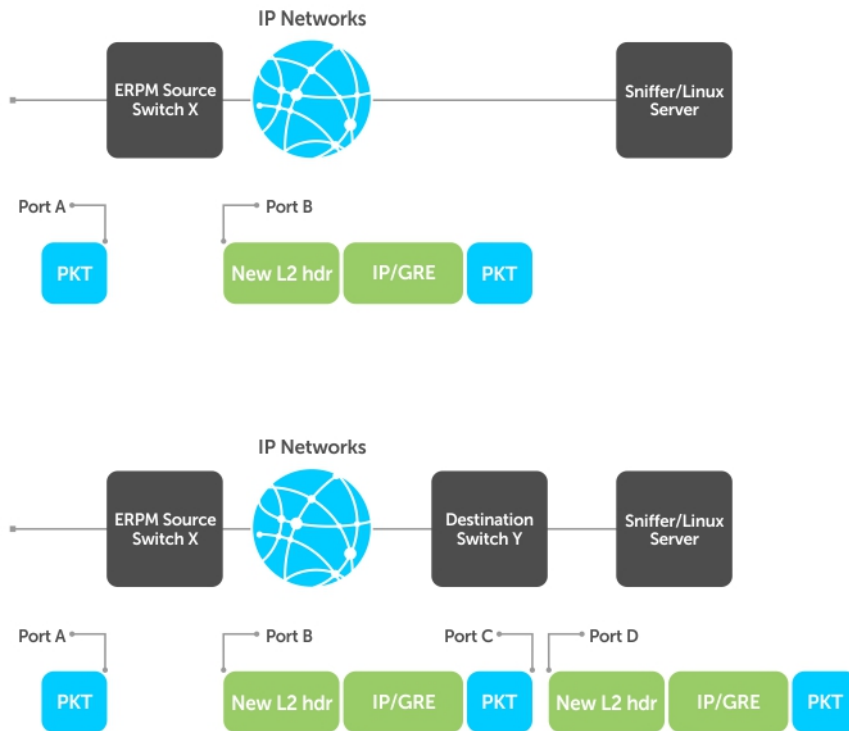 IP Networks
ERPM Source
Switch X
Sniffer/Linux
Server
Port A
Port B
PKT
New L2 hdr
IP/GRE
PKT
IP Networks
ERPM Source
Switch X
Destination
Switch Y
Sniffer/Linux
Server
Port A
Port B
Port C
Port D
PKT
New L2 hdr
IP/GRE
PKT
New L2 hdr
IP/GRE
PKT